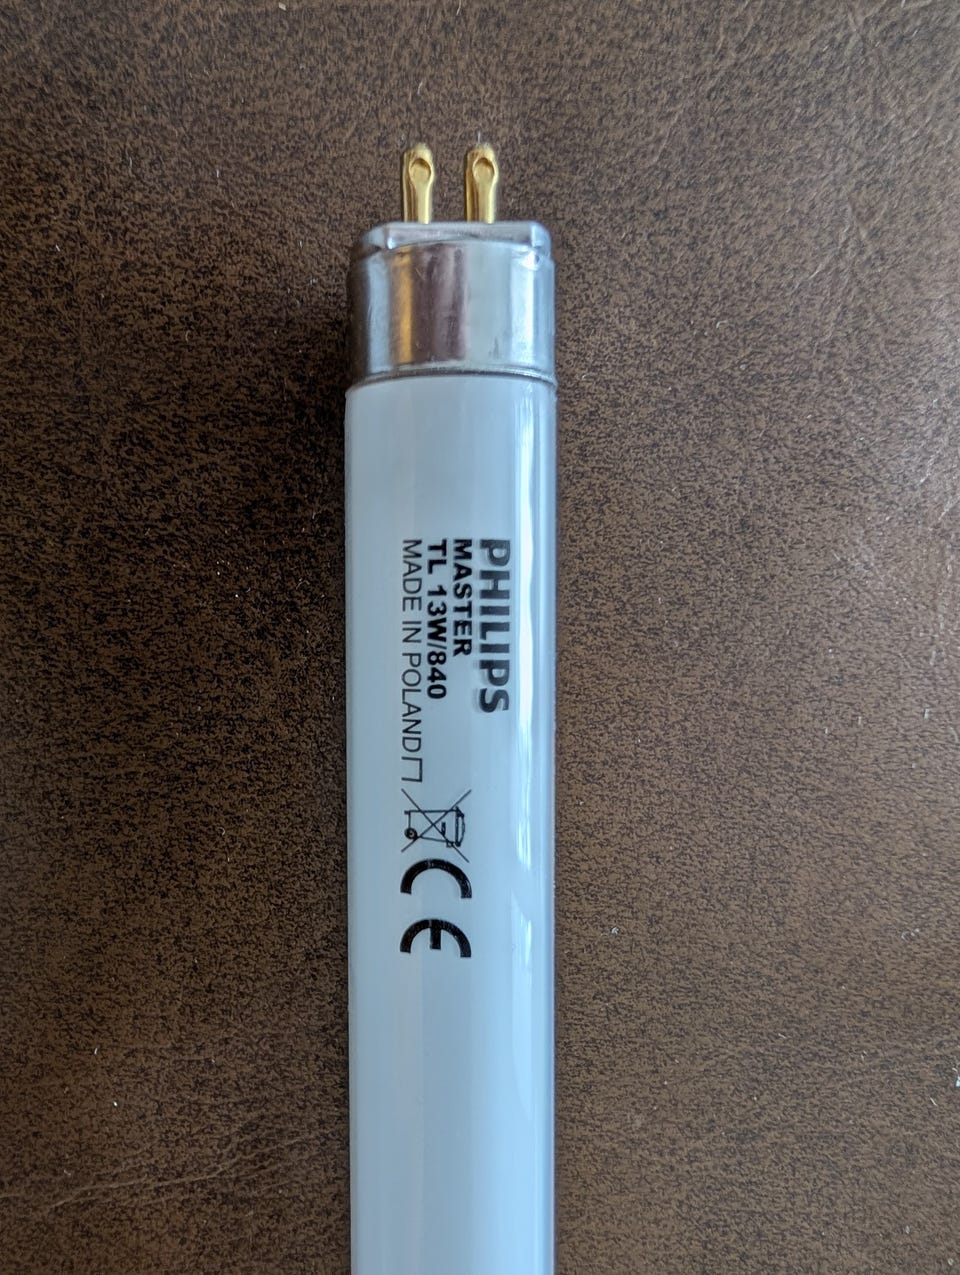 PHILIPS
MASTER
TL 13W/840
MADE IN POLAND
CE